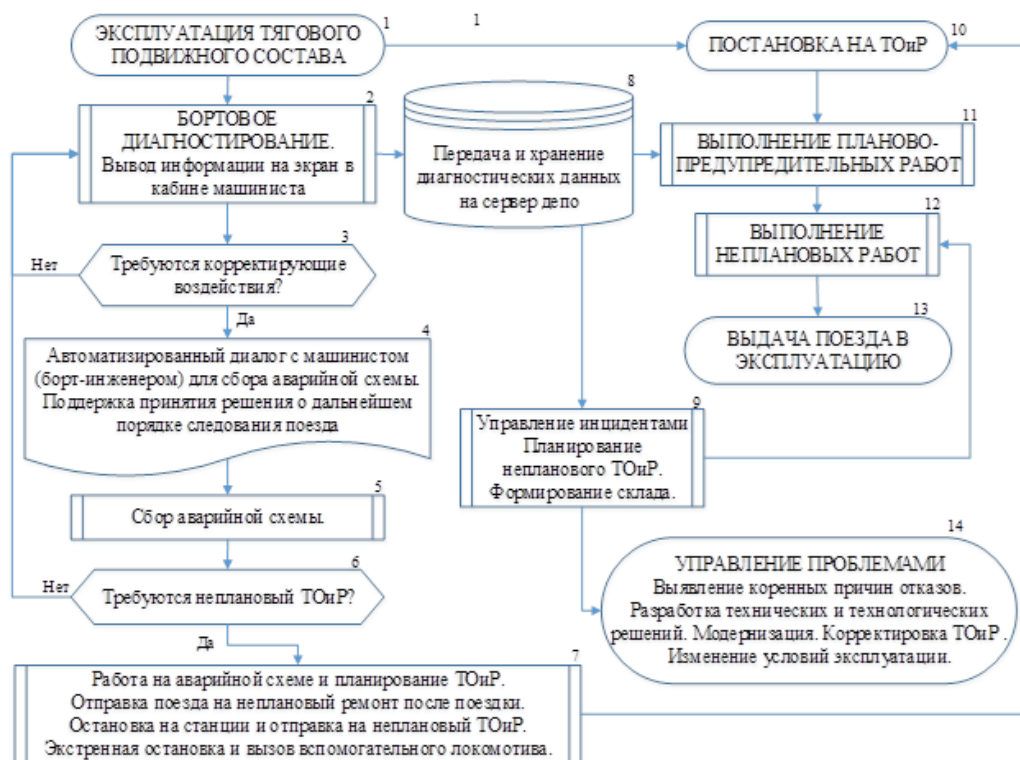 1
ЭКСПЛУАТАЦИЯ ТЯГОВОГО
ПОДВИЖНОГО СОСТАВА
1
2
БОРТОВОЕ
ДИАГНОСТИРОВАНИЕ.
Вывод информации на экран в
кабине машиниста
3
Требуются корректирующие
воздействия?
Нет
Да
4
Автоматизированный диалог с машинистом
(борт-инженером) для сбора аварийной схемы.
Поддержка принятия решения о дальнейшем
порядке следования поезда
5
Сбор аварийной схемы.
6
Требуются неплановый ТОиР?
Нет
Да
7
Работа на аварийной схеме и планирование ТОиР.
Отправка поезда на неплановый ремонт после поездки.
Остановка на станции и отправка на неплановый ТОиР.
Экстренная остановка и вызов вспомогательного локомотива.
8
Передача и хранение
диагностических данных
на сервер депо
9
Управление инцидентами
Планирование
непланового ТОиР.
Формирование склада.
10
ПОСТАНОВКА НА ТОиР
11
ВЫПОЛНЕНИЕ ПЛАНОВО-
ПРЕДУПРЕДИТЕЛЬНЫХ РАБОТ
12
ВЫПОЛНЕНИЕ
НЕПЛАНОВЫХ РАБОТ
13
ВЫДАЧА ПОЕЗДА В
ЭКСПЛУАТАЦИЮ
14
УПРАВЛЕНИЕ ПРОБЛЕМАМИ
Выявление коренных причин отказов.
Разработка технических и технологических
решений. Модернизация. Корректировка ТОиР .
Изменение условий эксплуатации.